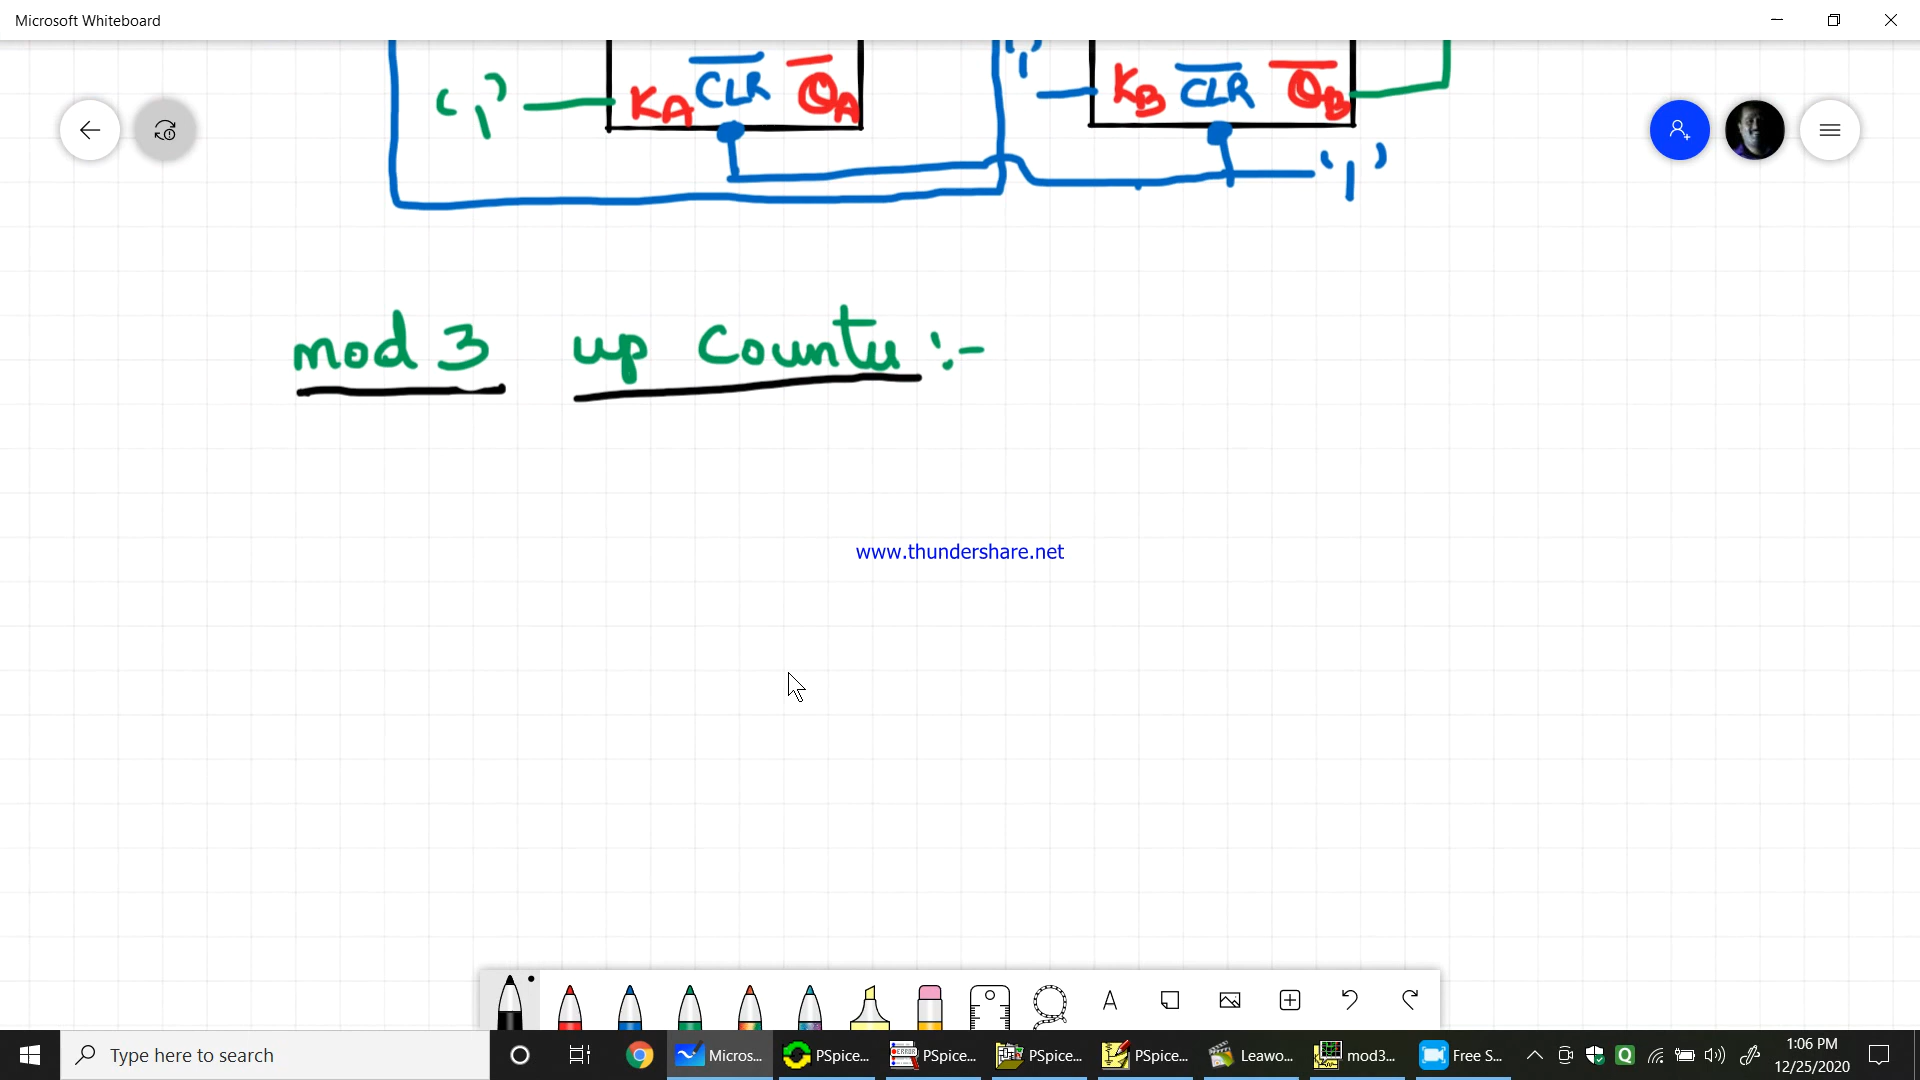 Microsoft Whiteboard
'1' KA CLR QA '1' KB CLR QB
'1'
mod 3 up Counter :-
www.thundershare.net
Type here to search
Micros... PSpice... PSpice... PSpice... PSpice... Leawo... mod3... Free S...
1:06 PM
12/25/2020